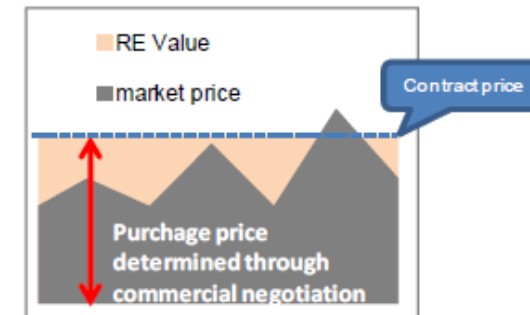 RE Value
market price
Contract price
Purchage price
determined through
commercial negotiation